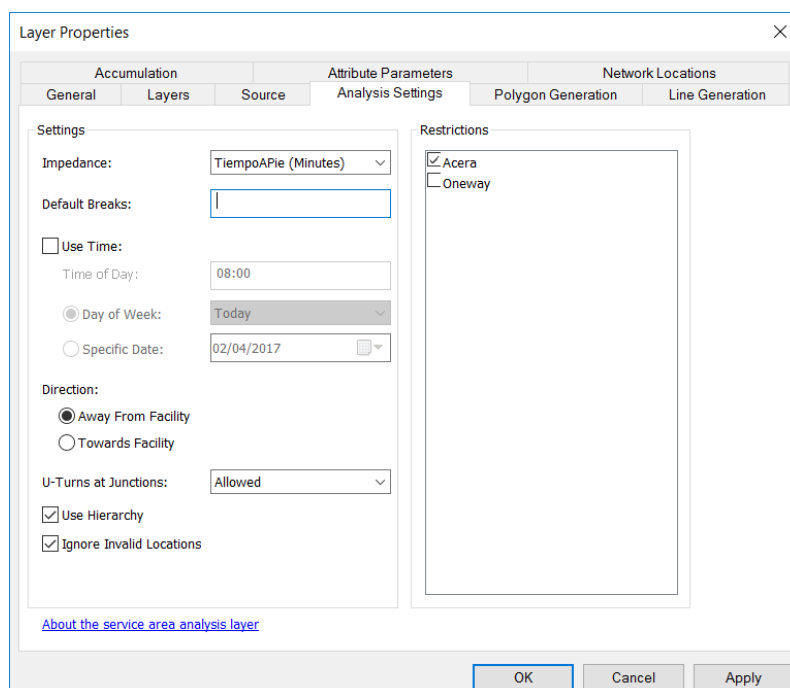 Layer Properties
Accumulation Attribute Parameters Network Locations
General Layers Source Analysis Settings Polygon Generation Line Generation
Settings
Impedance: TiempoAPie (Minutes)
Default Breaks:
Use Time:
Time of Day: 08:00
Day of Week: Today
Specific Date: 02/04/2017
Direction:
Away From Facility
Towards Facility
U-Turns at Junctions: Allowed
Use Hierarchy
Ignore Invalid Locations
Restrictions
Acera
Oneway
About the service area analysis layer
OK Cancel Apply